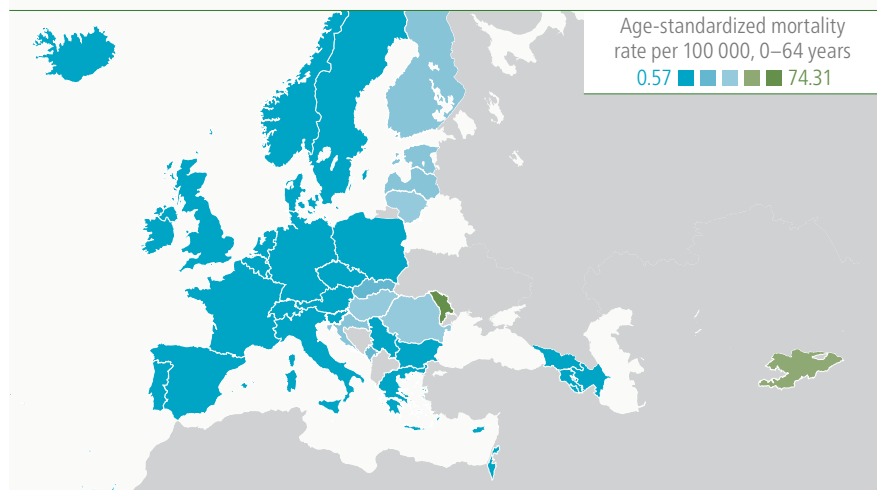 Age-standardized mortality
rate per 100 000, 0–64 years
0.57 74.31